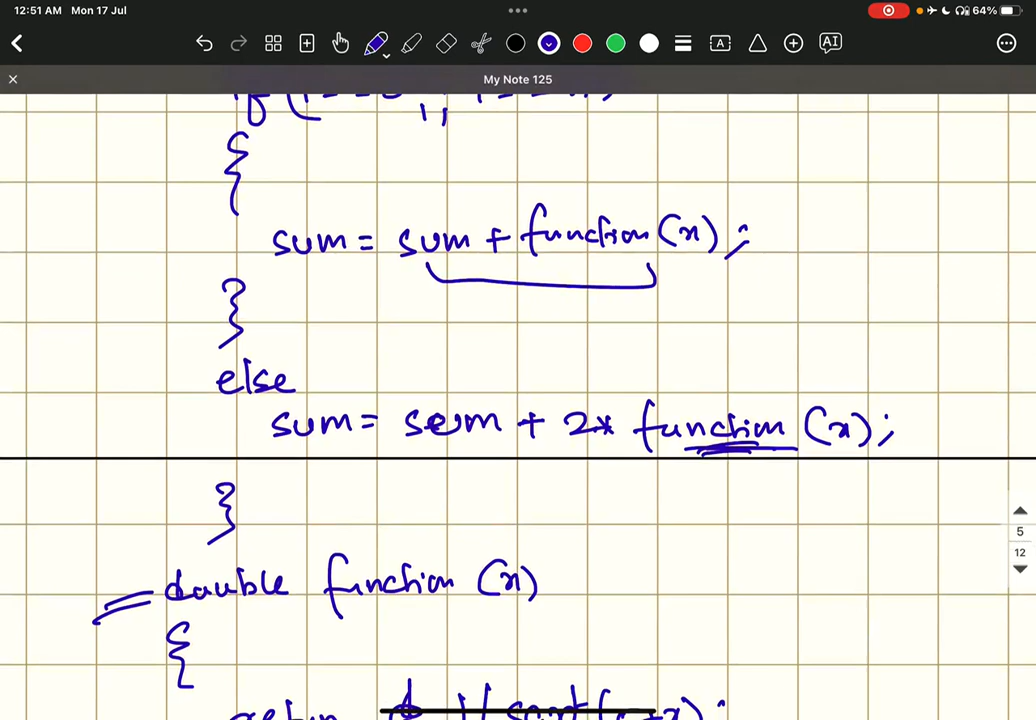 12:51 AM Mon 17 Jul
64%
A
AI
My Note 125
{
sum = sum + function (x) ;
}
else
sum = sum + 2* function (x) ;
5
12
}
double function (x)
{